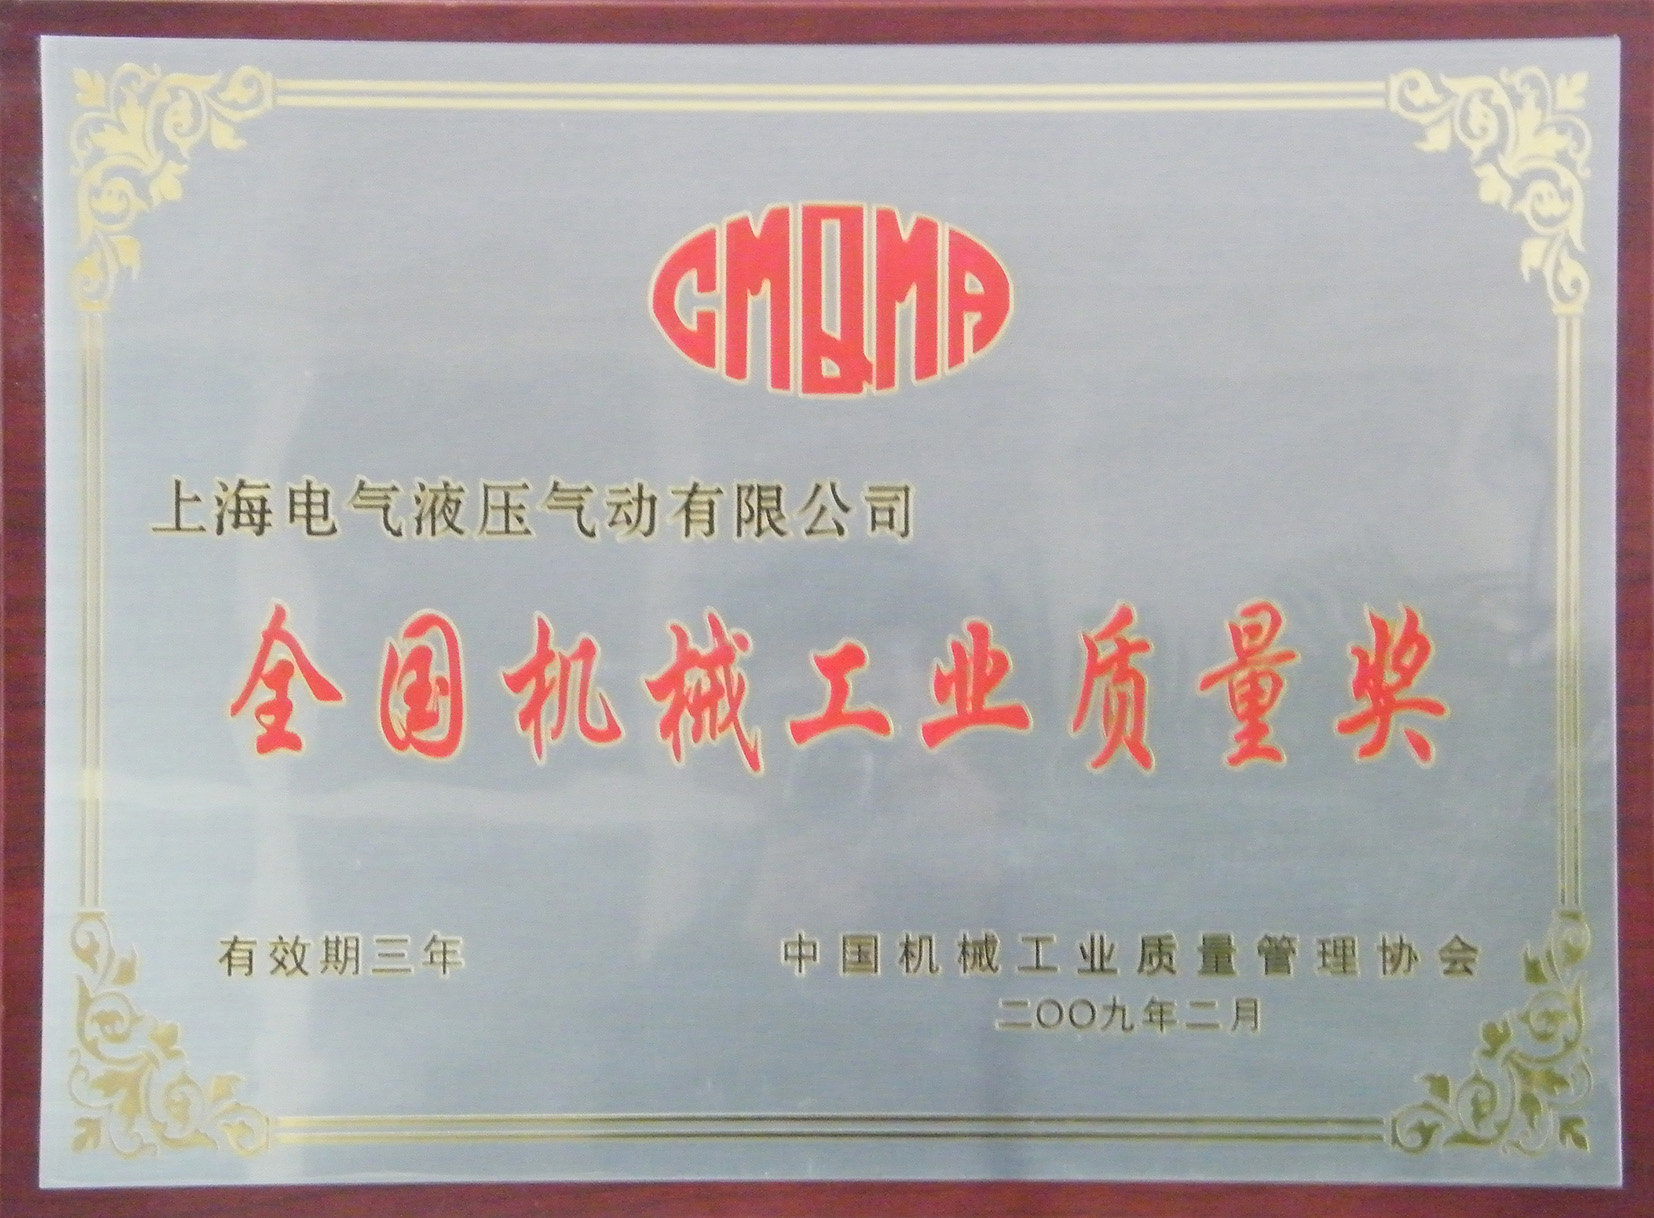 CMQMA
上海电气液压气动有限公司
全国机械工业质量奖
有效期三年
中国机械工业质量管理协会
二〇〇九年二月